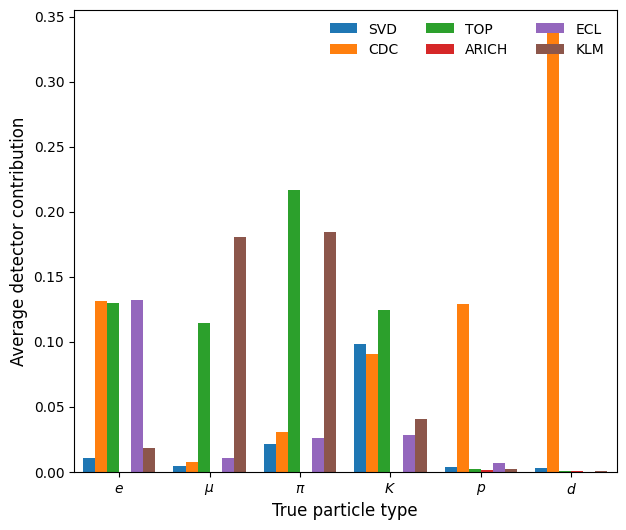 SVD TOP ECL
CDC ARICH KLM
0.35
0.30
0.25
0.20
0.15
0.10
0.05
0.00
Average detector contribution
e μ π K p d
True particle type